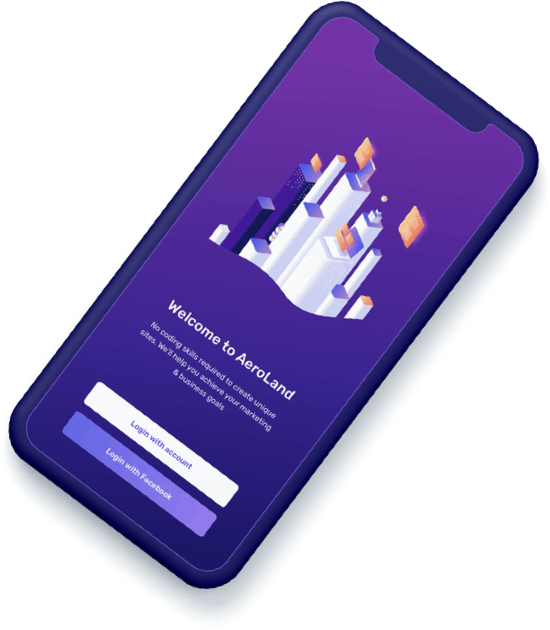 Welcome to AeroLand
No coding skills required to create unique
sites. We'll help you achieve your marketing
& business goals
Login with account
Login with Facebook